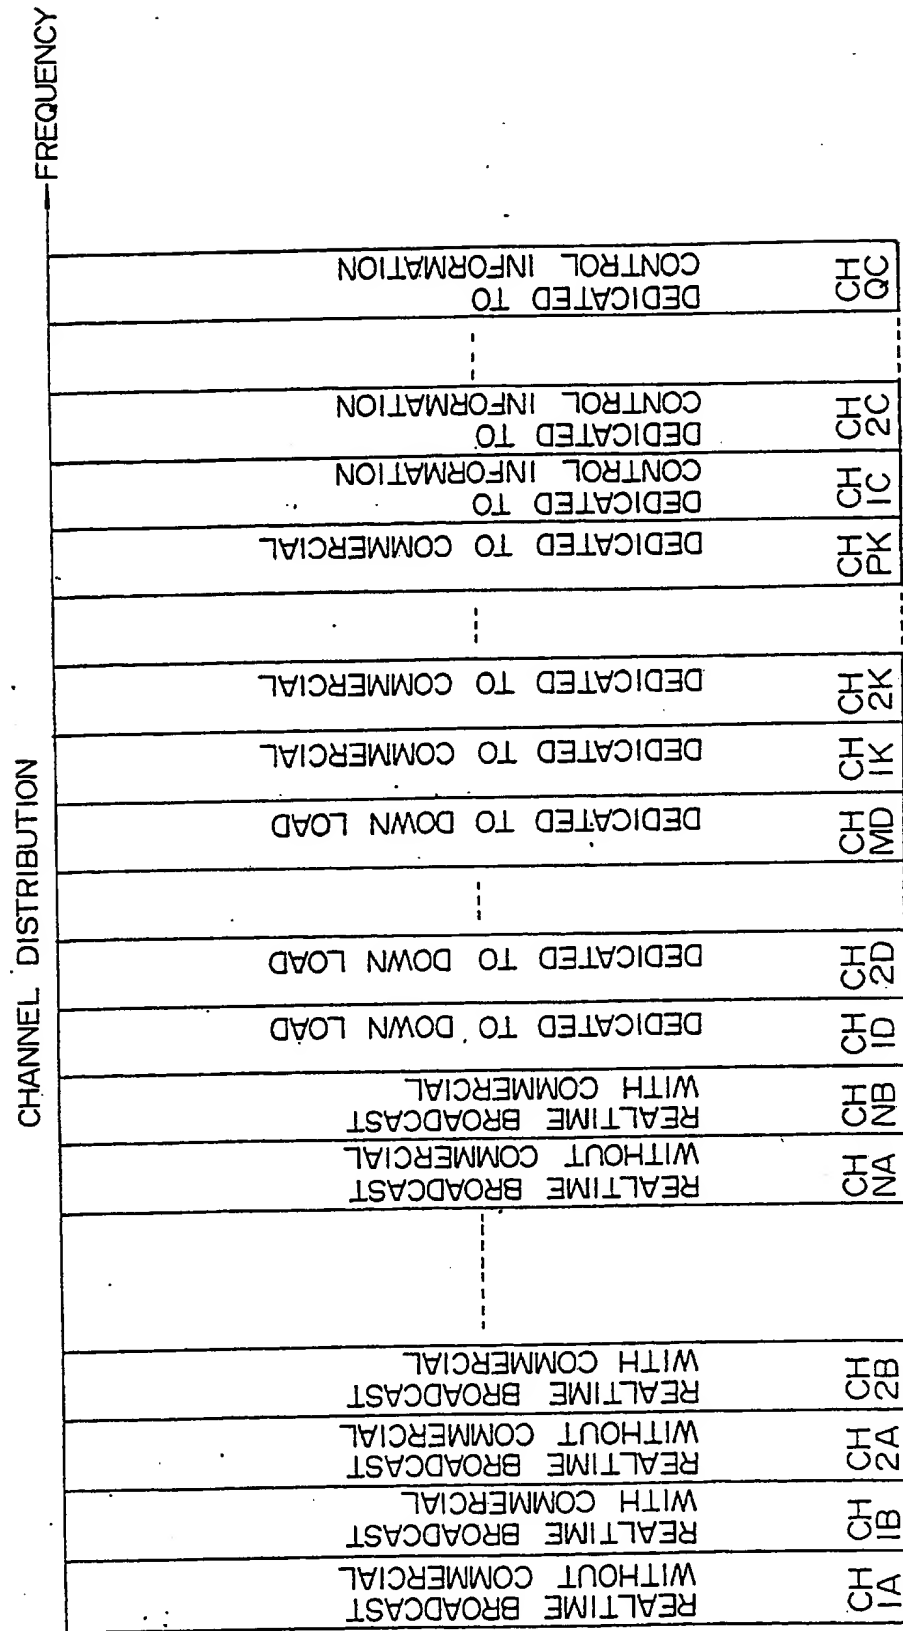 CHANNEL DISTRIBUTION
FREQUENCY
CH
1A
REALTIME BROADCAST
WITHOUT COMMERCIAL
CH
1B
REALTIME BROADCAST
WITH COMMERCIAL
CH
2A
REALTIME BROADCAST
WITHOUT COMMERCIAL
CH
2B
REALTIME BROADCAST
WITH COMMERCIAL
CH
NA
REALTIME BROADCAST
WITHOUT COMMERCIAL
CH
NB
REALTIME BROADCAST
WITH COMMERCIAL
CH
1D
DEDICATED TO DOWN LOAD
CH
2D
DEDICATED TO DOWN LOAD
CH
MD
DEDICATED TO DOWN LOAD
CH
1K
DEDICATED TO COMMERCIAL
CH
2K
DEDICATED TO COMMERCIAL
CH
PK
DEDICATED TO COMMERCIAL
CH
1C
DEDICATED TO
CONTROL INFORMATION
CH
2C
DEDICATED TO
CONTROL INFORMATION
CH
QC
DEDICATED TO
CONTROL INFORMATION